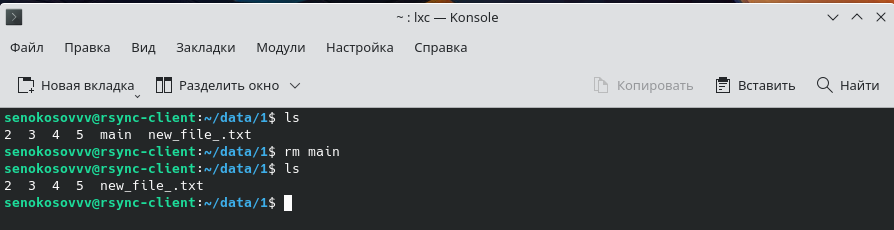 ~ : lxc — Konsole
Файл Правка Вид Закладки Модули Настройка Справка
Новая вкладка Разделить окно Копировать Вставить Найти
senokosovvv@rsync-client:~/data/1$ ls
2 3 4 5 main new_file_.txt
senokosovvv@rsync-client:~/data/1$ rm main
senokosovvv@rsync-client:~/data/1$ ls
2 3 4 5 new_file_.txt
senokosovvv@rsync-client:~/data/1$